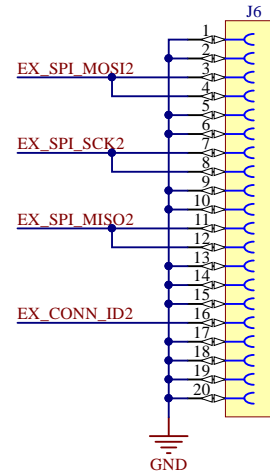 J6
1
2
EX_SPI_MOSI2 3
4
5
6
EX_SPI_SCK2 7
8
9
10
EX_SPI_MISO2 11
12
13
14
15
EX_CONN_ID2 16
17
18
19
20
GND